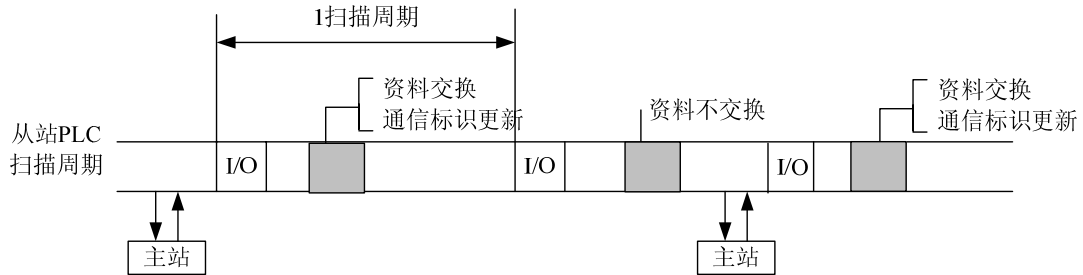 1扫描周期
资料交换
通信标识更新
资料不交换
资料交换
通信标识更新
从站PLC
扫描周期
I/O
I/O
I/O
主站
主站